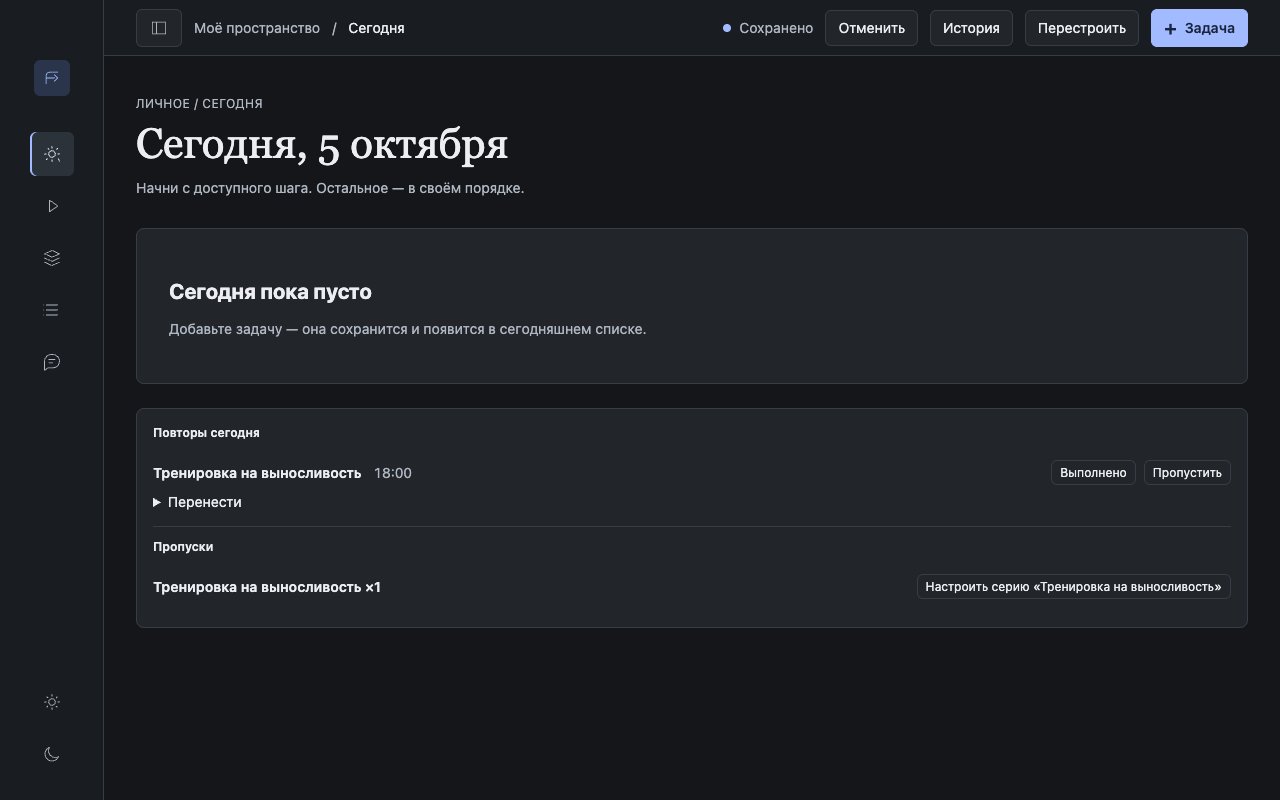 Моё пространство / Сегодня
Сохранено
Отменить
История
Перестроить
+ Задача
ЛИЧНОЕ / СЕГОДНЯ
Сегодня, 5 октября
Начни с доступного шага. Остальное — в своём порядке.
Сегодня пока пусто
Добавьте задачу — она сохранится и появится в сегодняшнем списке.
Повторы сегодня
Тренировка на выносливость 18:00
Выполнено
Пропустить
Перенести
Пропуски
Тренировка на выносливость ×1
Настроить серию «Тренировка на выносливость»